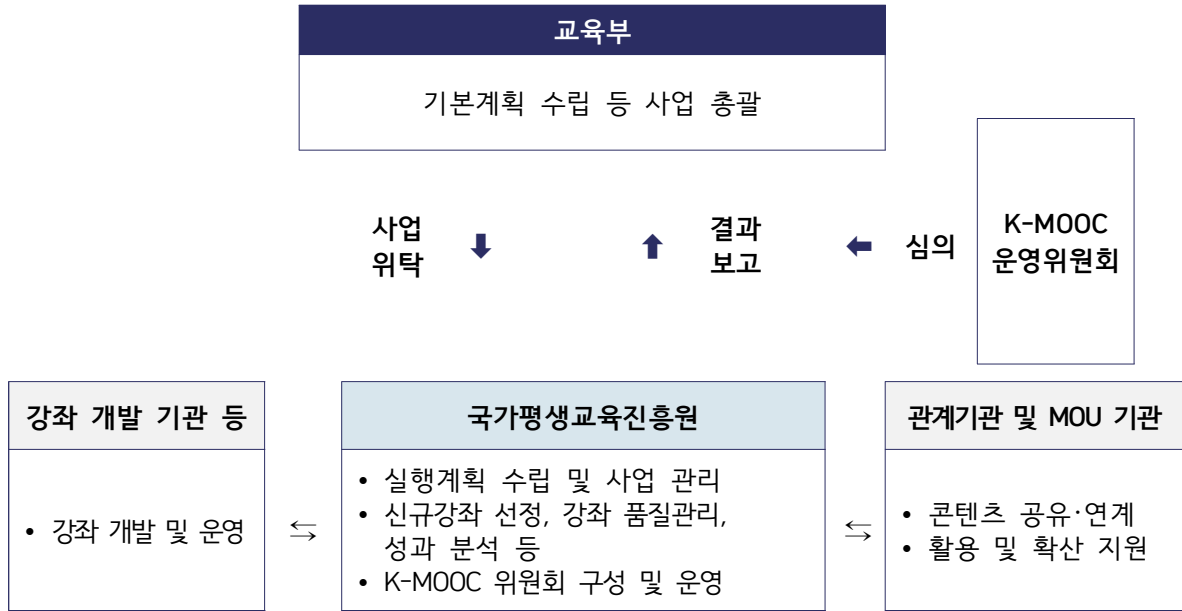 교육부
기본계획 수립 등 사업 총괄
사업
위탁
⬇
⬆
결과
보고
⬅
심의
K-MOOC
운영위원회
강좌 개발 기관 등
• 강좌 개발 및 운영
⇆
국가평생교육진흥원
• 실행계획 수립 및 사업 관리
• 신규강좌 선정, 강좌 품질관리,
성과 분석 등
• K-MOOC 위원회 구성 및 운영
⇆
관계기관 및 MOU 기관
• 콘텐츠 공유·연계
• 활용 및 확산 지원